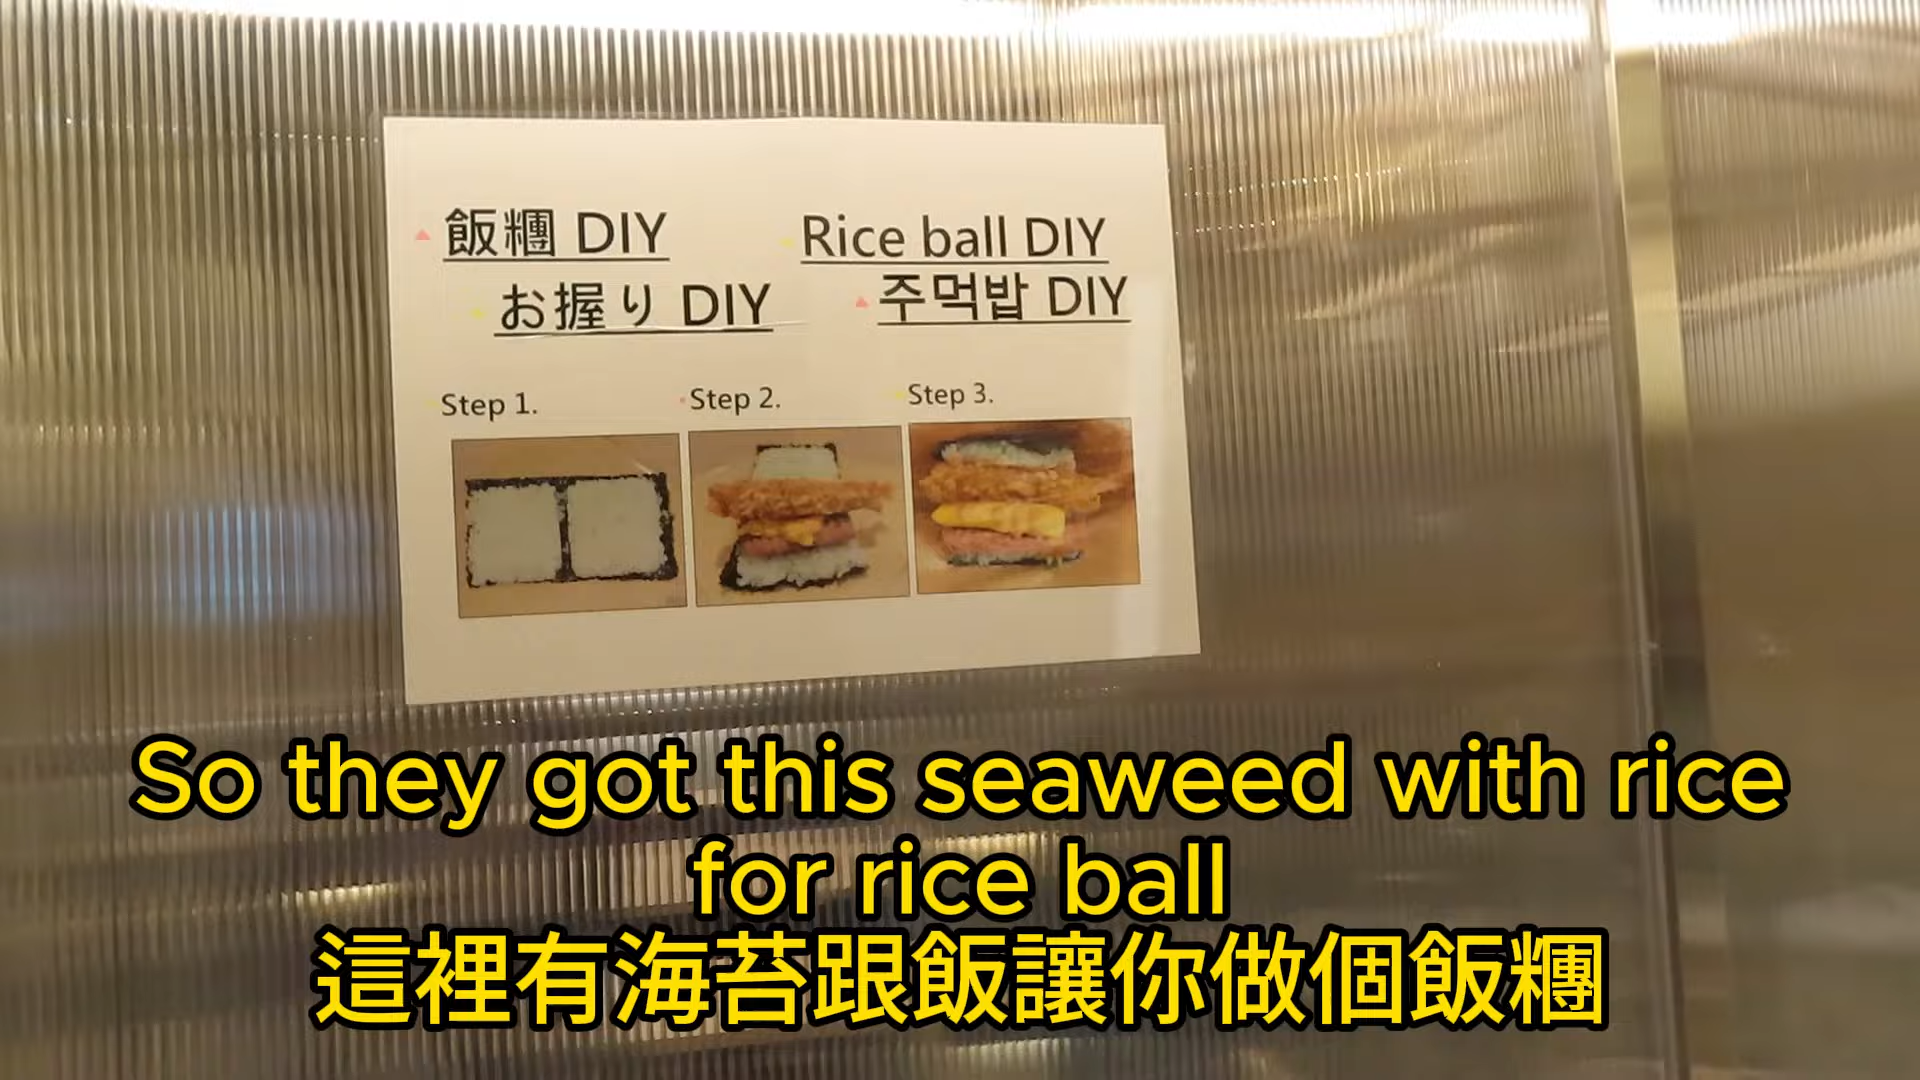 飯糰 DIY
Rice ball DIY
お握り DIY
주먹밥 DIY
Step 1.
Step 2.
Step 3.
So they got this seaweed with rice
for rice ball
這裡有海苔跟飯讓你做個飯糰